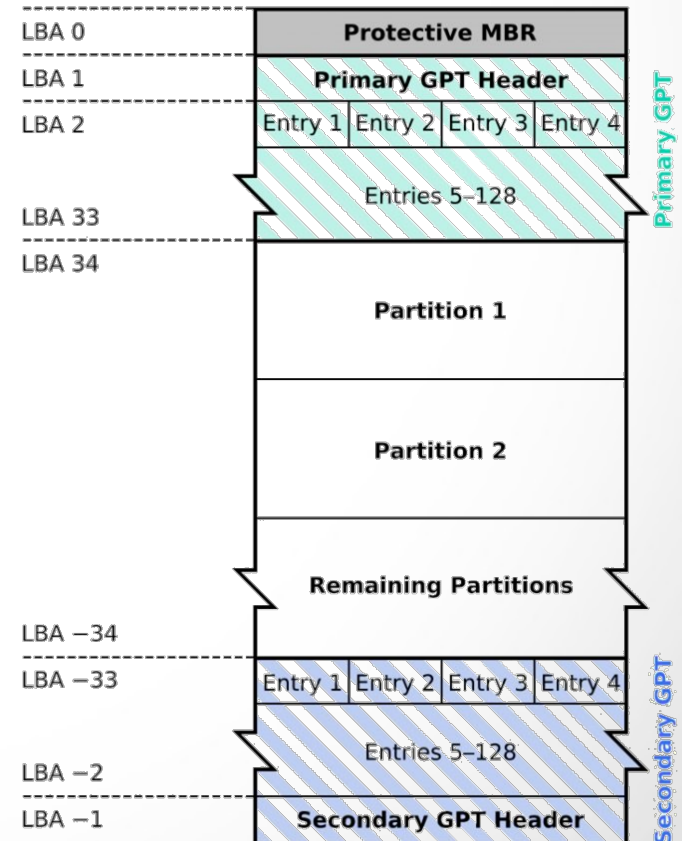 LBA 0
Protective MBR
LBA 1
Primary GPT Header
LBA 2
Entry 1 Entry 2 Entry 3 Entry 4
Entries 5–128
LBA 33
Primary GPT
LBA 34
Partition 1
Partition 2
Remaining Partitions
LBA −34
LBA −33
Entry 1 Entry 2 Entry 3 Entry 4
Entries 5–128
LBA −2
LBA −1
Secondary GPT Header
Secondary GPT